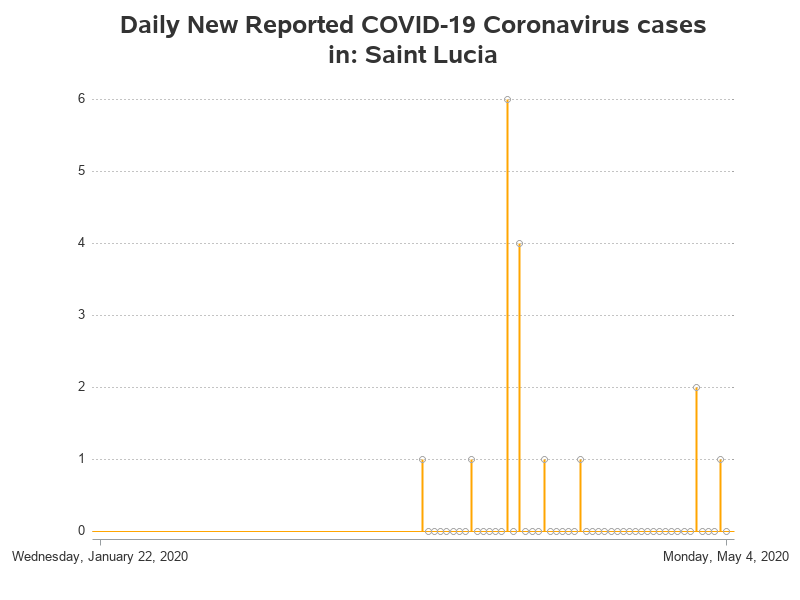 Daily New Reported COVID-19 Coronavirus cases
in: Saint Lucia
6
5
4
3
2
1
0
Wednesday, January 22, 2020
Monday, May 4, 2020